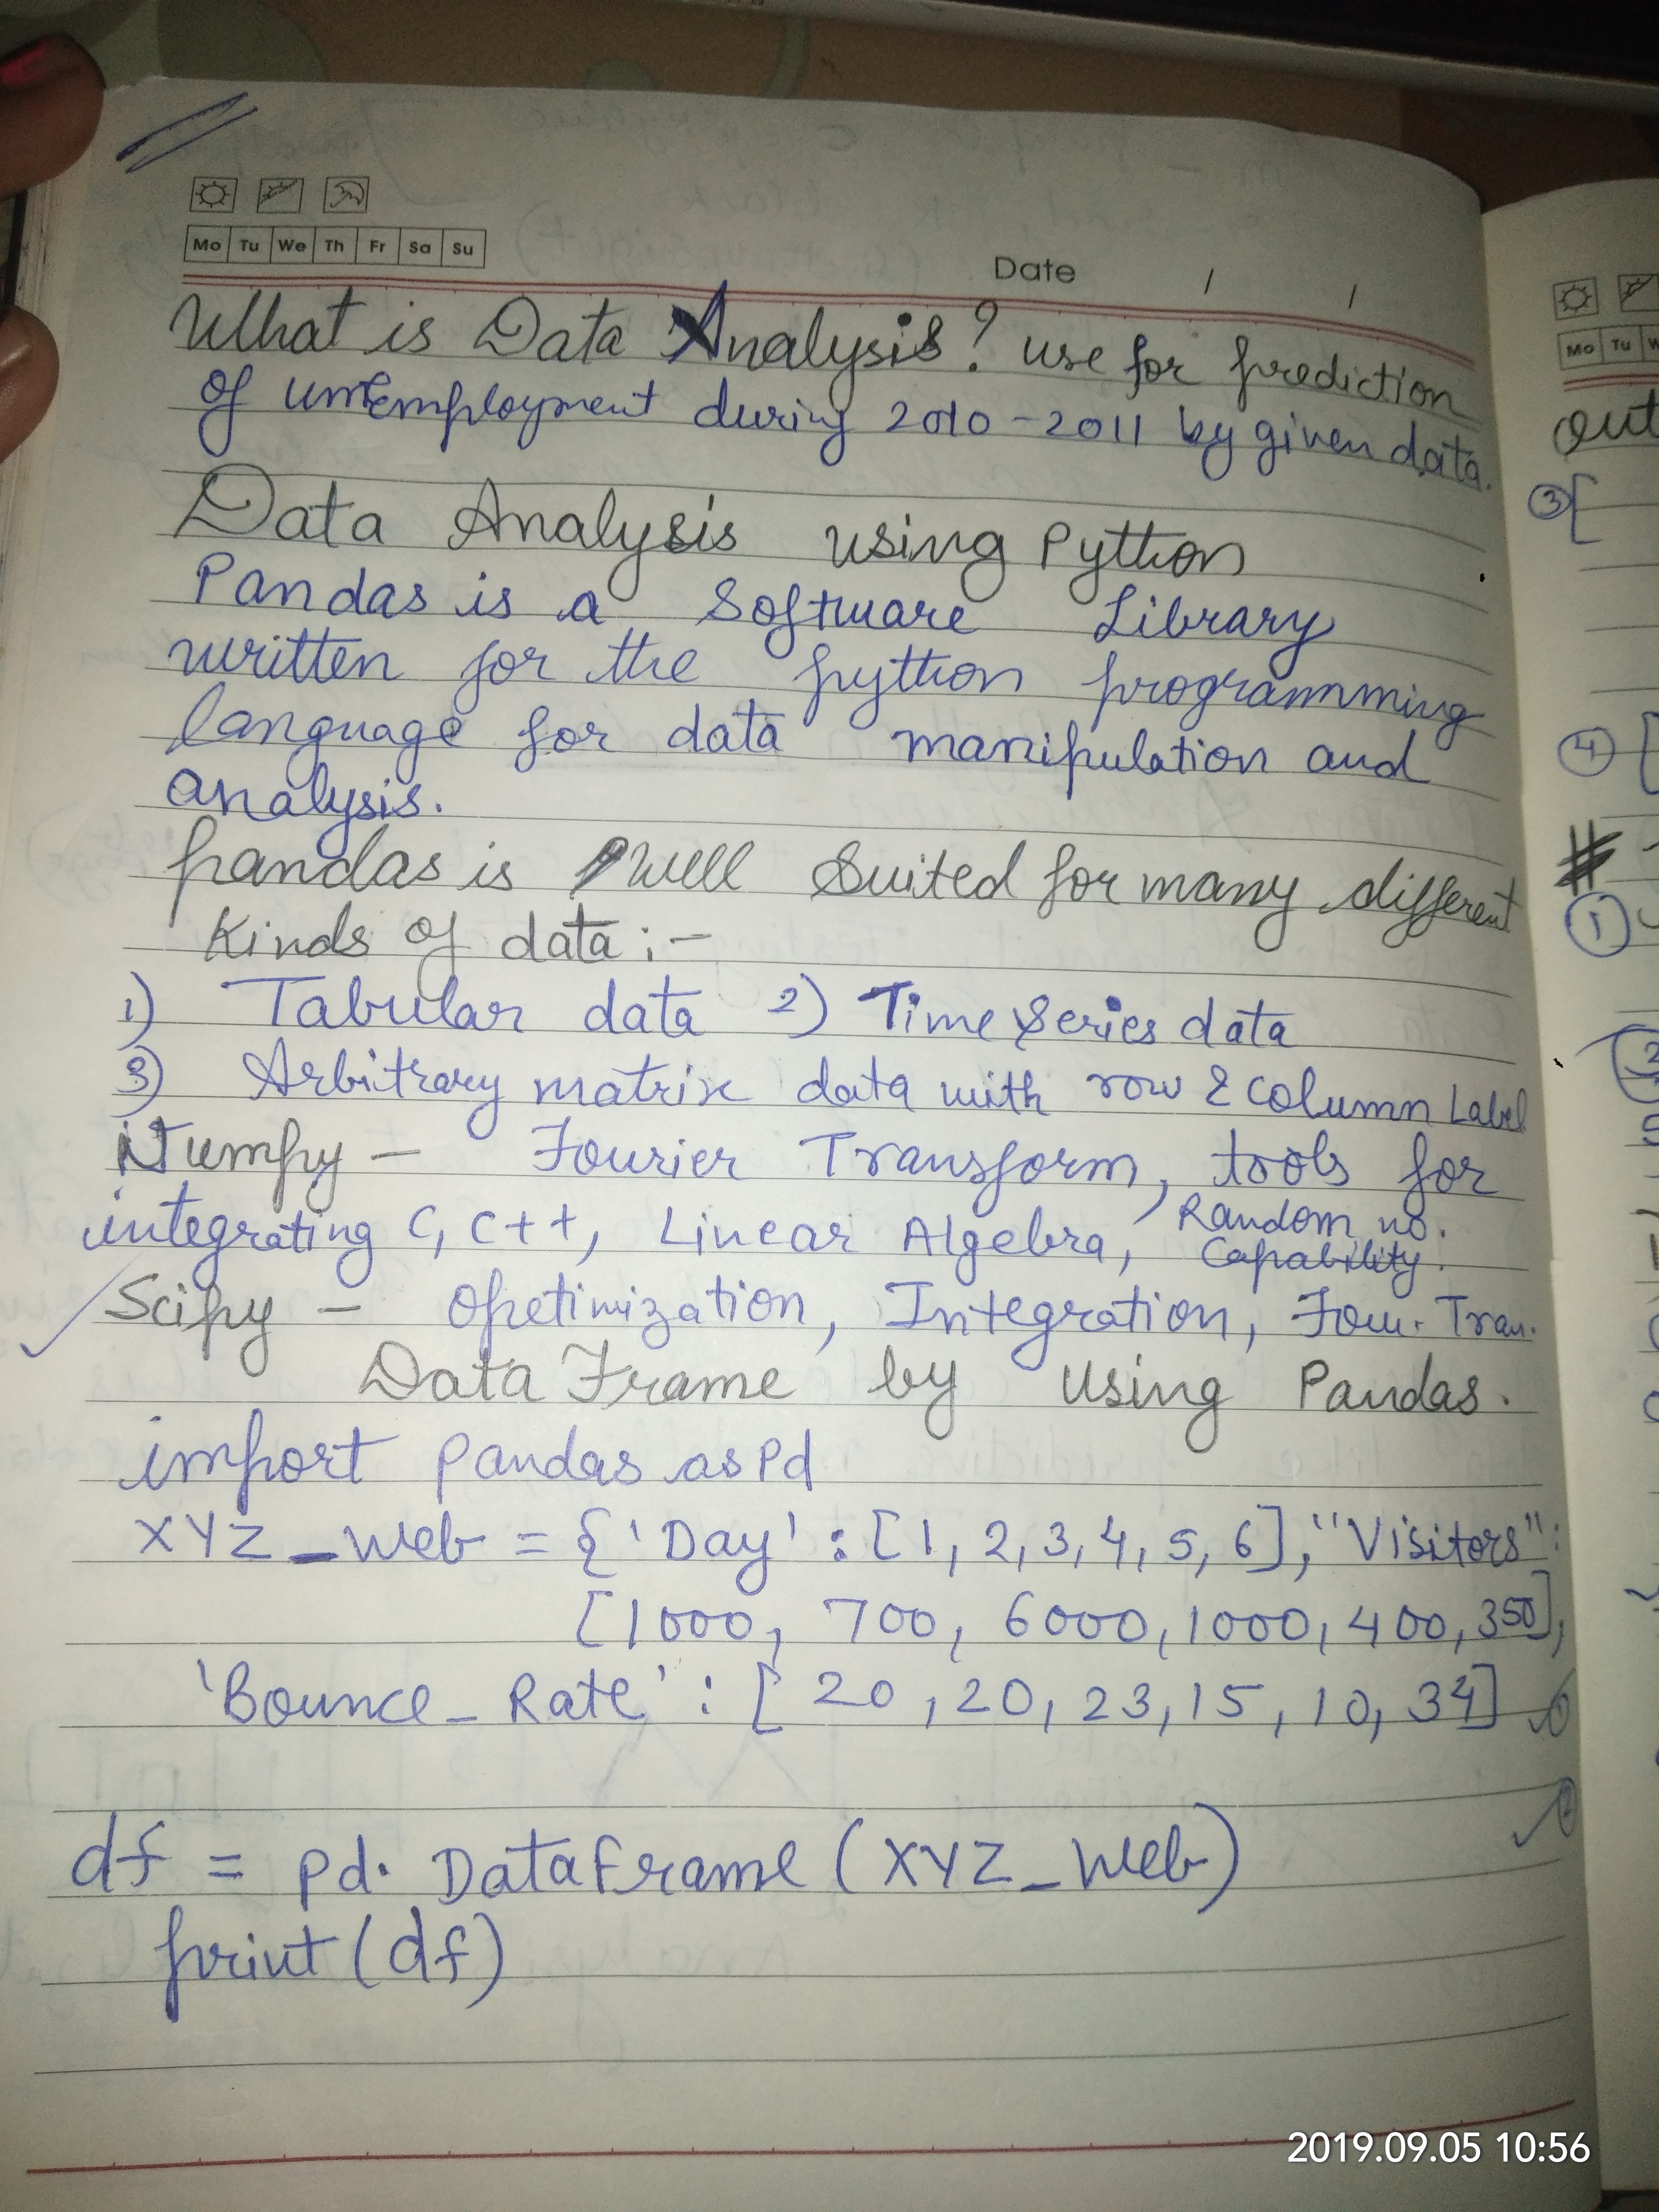 Mo Tu We Th Fr Sa Su
Date / /
What is Data Analysis? use for prediction
of unemployment during 2010-2011 by given data.
Data Analysis using Python
Pandas is a Software Library
written for the python programming
language for data manipulation and
analysis.
pandas is well Suited for many different
Kinds of data :-
1) Tabular data 2) Time Series data
3) Arbitrary matrix data with row & column Label
Numpy - Fourier Transform, tools for
integrating C, C++, Linear Algebra, Random no.
Capability.
Scipy - Opetimization, Integration, Fou. Tran.
Data Frame by using Pandas.
import pandas as Pd
XYZ_Web = {'Day' : [1, 2, 3, 4, 5, 6], "Visitors" :
[1000, 700, 6000, 1000, 400, 350],
'Bounce_Rate' : [20, 20, 23, 15, 10, 34]
df = pd. DataFrame (XYZ_Web)
print (df)
Mo Tu
out
3 [
4 [
#
1
2
2019.09.05 10:56